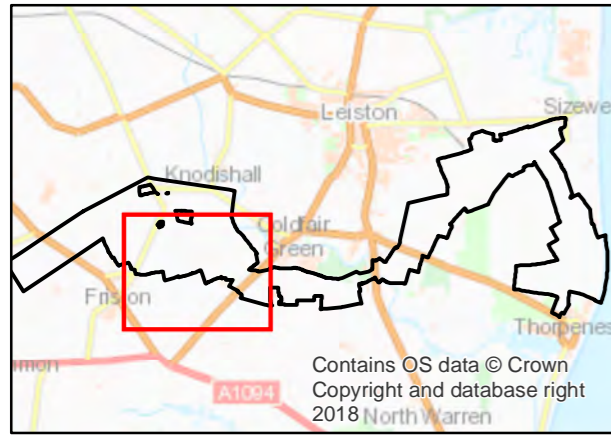 Leiston
Sizewe
Knodishall
Coldfair
Green
Friston
Thorpenes
mon
Contains OS data © Crown
Copyright and database right
2018
A1094
North Warren